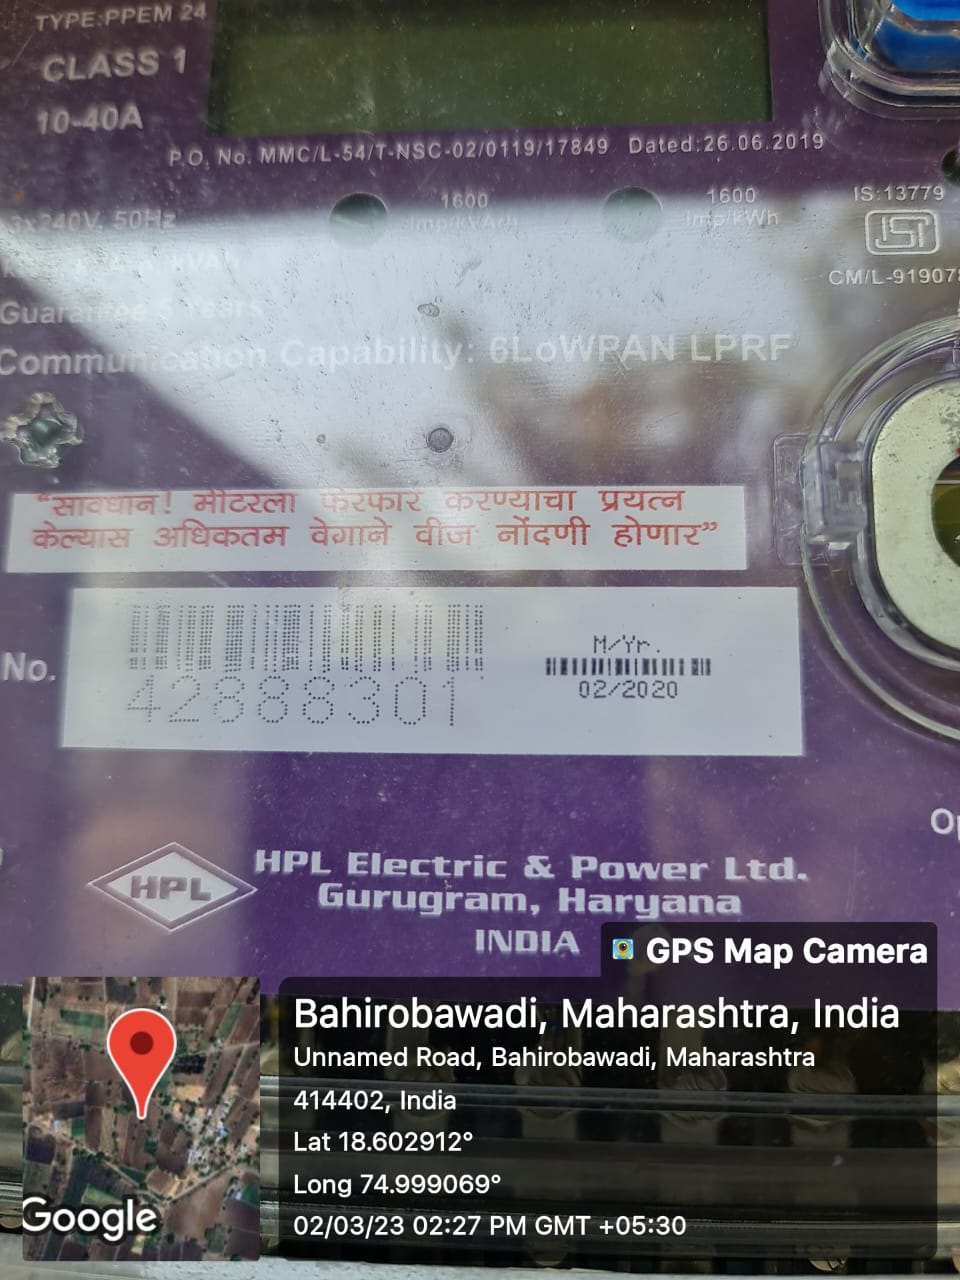 TYPE:PPEM 24
CLASS 1
10-40A
P.O. No. MMC/L-54/T-NSC-02/0119/17849 Dated:26.06.2019
3x240V, 50Hz
1600
Imp/KVArh
1600
Imp/kWh
IS:13779
ISI
CM/L-919078
Guarantee 5 Years
Communication Capability: 6LoWPAN LPRF
"सावधान! मीटरला फेरफार करण्याचा प्रयत्न
केल्यास अधिकतम वेगाने वीज नोंदणी होणार"
No.
42888301
M/Yr.
02/2020
HPL
HPL Electric & Power Ltd.
Gurugram, Haryana
INDIA
GPS Map Camera
Bahirobawadi, Maharashtra, India
Unnamed Road, Bahirobawadi, Maharashtra
414402, India
Lat 18.602912°
Long 74.999069°
02/03/23 02:27 PM GMT +05:30
Google